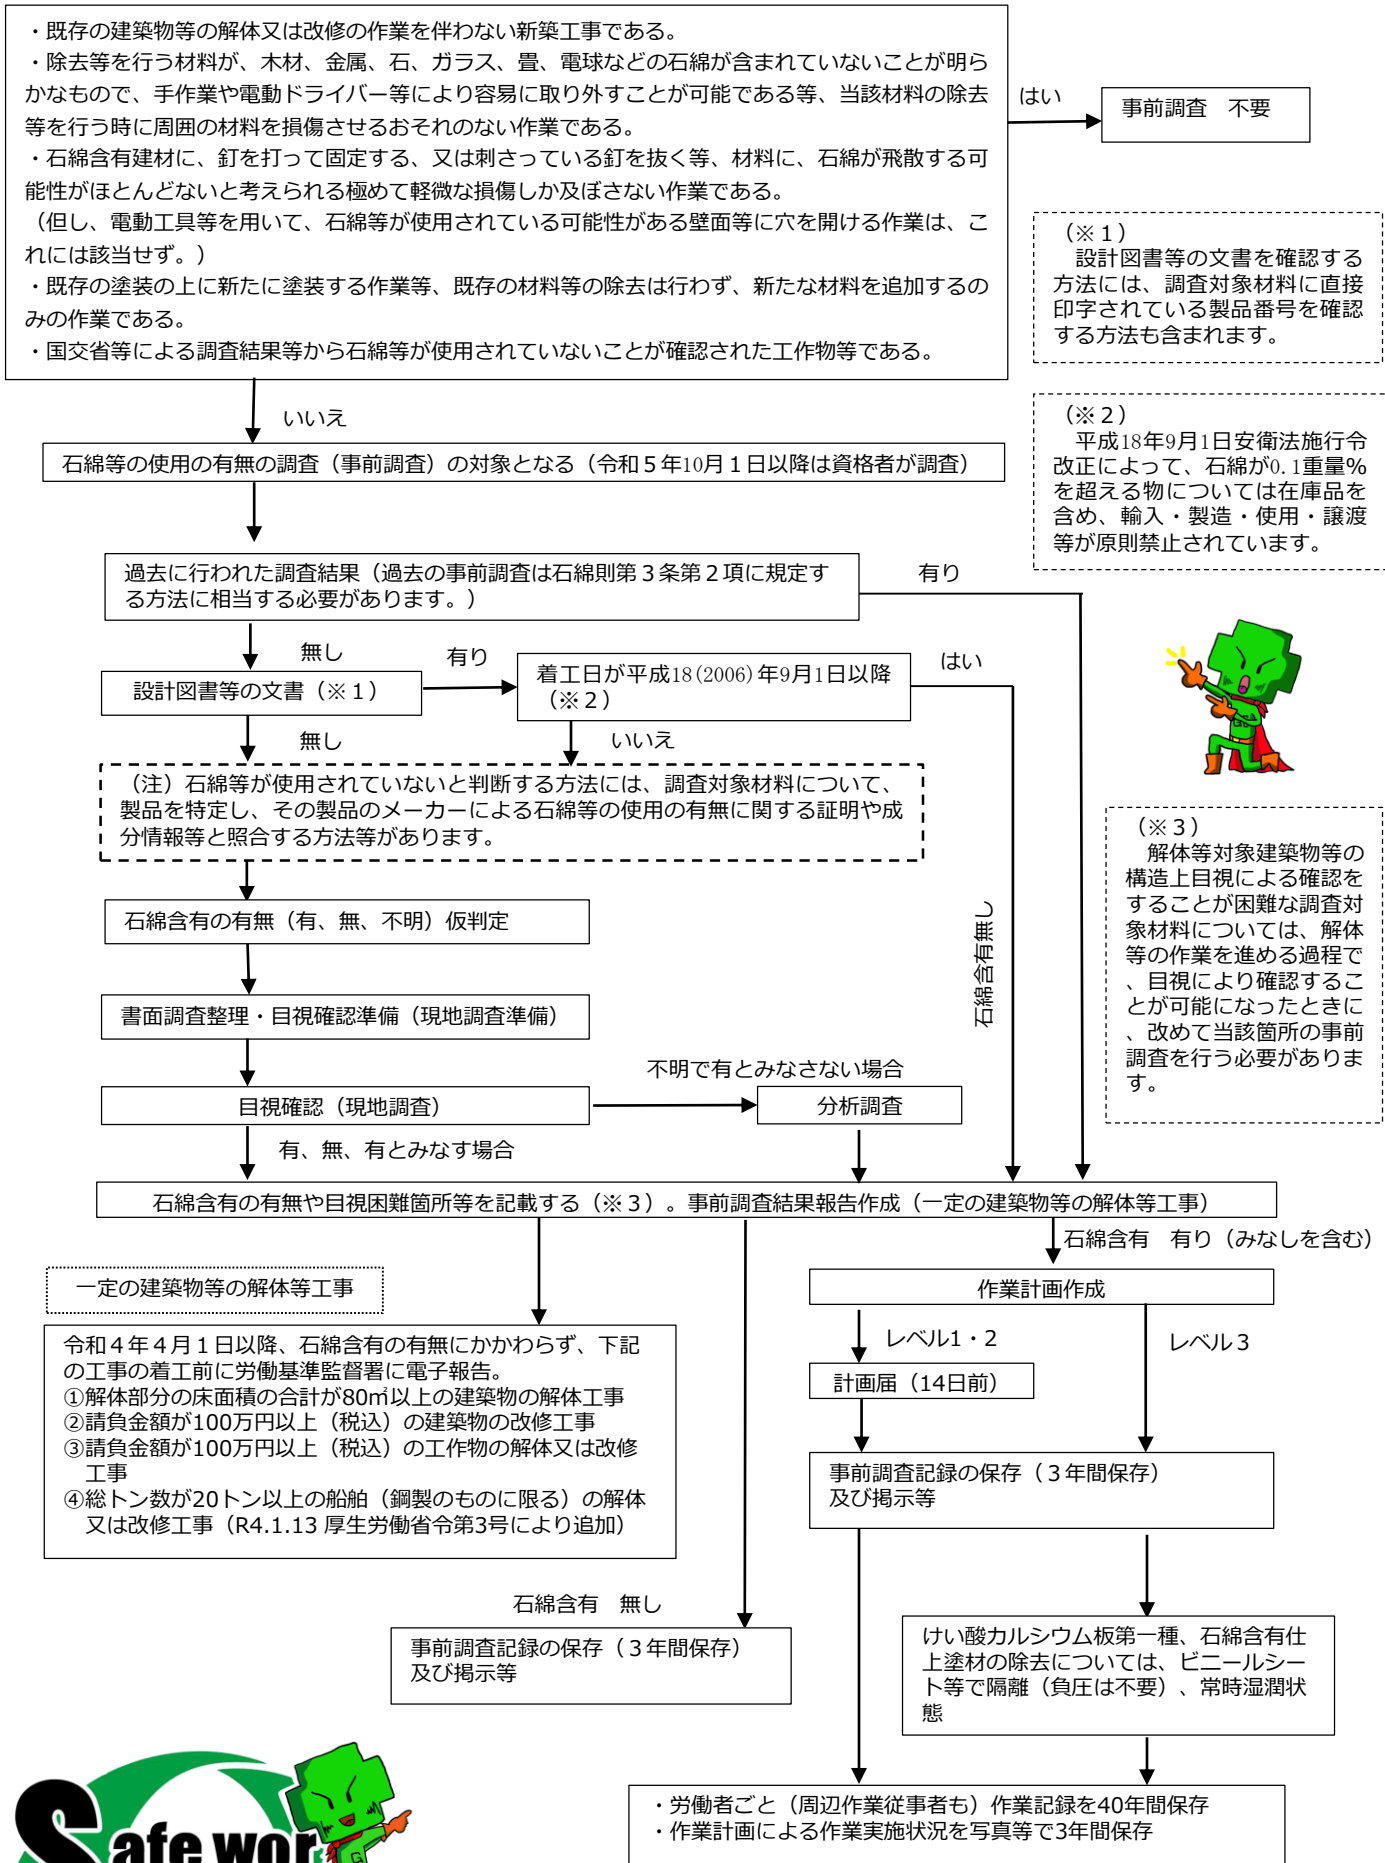 ・既存の建築物等の解体又は改修の作業を伴わない新築工事である。
・除去等を行う材料が、木材、金属、石、ガラス、畳、電球などの石綿が含まれていないことが明ら
かなもので、手作業や電動ドライバー等により容易に取り外すことが可能である等、当該材料の除去
等を行う時に周囲の材料を損傷させるおそれのない作業である。
・石綿含有建材に、釘を打って固定する、又は刺さっている釘を抜く等、材料に、石綿が飛散する可
能性がほとんどないと考えられる極めて軽微な損傷しか及ぼさない作業である。
（但し、電動工具等を用いて、石綿等が使用されている可能性がある壁面等に穴を開ける作業は、こ
れには該当せず。）
・既存の塗装の上に新たに塗装する作業等、既存の材料等の除去は行わず、新たな材料を追加するの
みの作業である。
・国交省等による調査結果等から石綿等が使用されていないことが確認された工作物等である。
はい
事前調査　不要
（※１）
設計図書等の文書を確認する
方法には、調査対象材料に直接
印字されている製品番号を確認
する方法も含まれます。
いいえ
（※２）
平成18年9月1日安衛法施行令
改正によって、石綿が0.1重量%
を超える物については在庫品を
含め、輸入・製造・使用・譲渡
等が原則禁止されています。
石綿等の使用の有無の調査（事前調査）の対象となる（令和５年10月１日以降は資格者が調査）
過去に行われた調査結果（過去の事前調査は石綿則第３条第２項に規定す
る方法に相当する必要があります。）
有り
無し
設計図書等の文書（※１）
有り
着工日が平成18(2006)年9月1日以降
（※２）
はい
無し
いいえ
（注）石綿等が使用されていないと判断する方法には、調査対象材料について、
製品を特定し、その製品のメーカーによる石綿等の使用の有無に関する証明や成
分情報等と照合する方法等があります。
（※３）
解体等対象建築物等の
構造上目視による確認を
することが困難な調査対
象材料については、解体
等の作業を進める過程で
、目視により確認するこ
とが可能になったときに
、改めて当該箇所の事前
調査を行う必要がありま
す。
石綿含有の有無（有、無、不明）仮判定
石綿含有無し
書面調査整理・目視確認準備（現地調査準備）
不明で有とみなさない場合
目視確認（現地調査）
分析調査
有、無、有とみなす場合
石綿含有の有無や目視困難箇所等を記載する（※３）。事前調査結果報告作成（一定の建築物等の解体等工事）
石綿含有　有り（みなしを含む）
一定の建築物等の解体等工事
作業計画作成
令和４年４月１日以降、石綿含有の有無にかかわらず、下記
の工事の着工前に労働基準監督署に電子報告。
①解体部分の床面積の合計が80㎡以上の建築物の解体工事
②請負金額が100万円以上（税込）の建築物の改修工事
③請負金額が100万円以上（税込）の工作物の解体又は改修
工事
④総トン数が20トン以上の船舶（鋼製のものに限る）の解体
又は改修工事（R4.1.13 厚生労働省令第3号により追加）
レベル1・2
レベル３
計画届（14日前）
事前調査記録の保存（３年間保存）
及び掲示等
石綿含有　無し
事前調査記録の保存（３年間保存）
及び掲示等
けい酸カルシウム板第一種、石綿含有仕
上塗材の除去については、ビニールシー
ト等で隔離（負圧は不要）、常時湿潤状
態
・労働者ごと（周辺作業従事者も）作業記録を40年間保存
・作業計画による作業実施状況を写真等で3年間保存
Safe wor